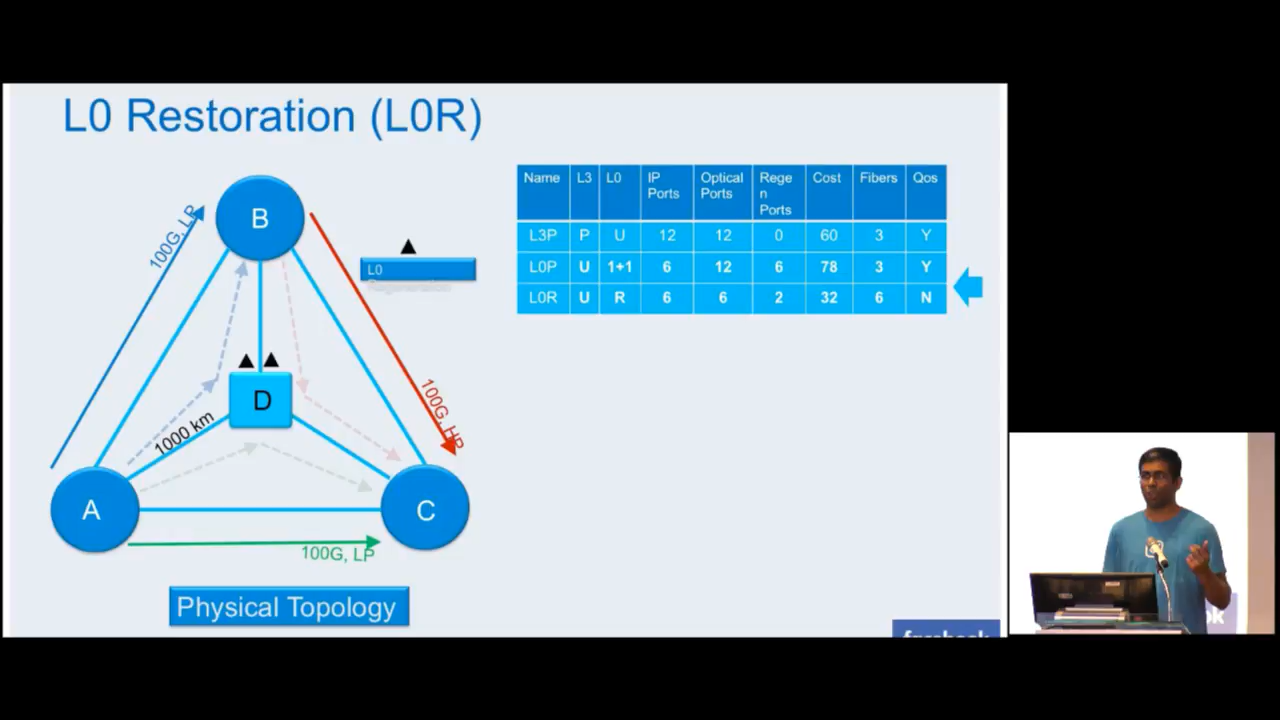 L0 Restoration (L0R)
B
100G, LP
L0
D
1000 km
100G, HP
A
C
100G, LP
Physical Topology
Name L3 L0 IP Ports Optical Ports Rege n Ports Cost Fibers Qos
L3P P U 12 12 0 60 3 Y
L0P U 1+1 6 12 6 78 3 Y
L0R U R 6 6 2 32 6 N
facebook
ok